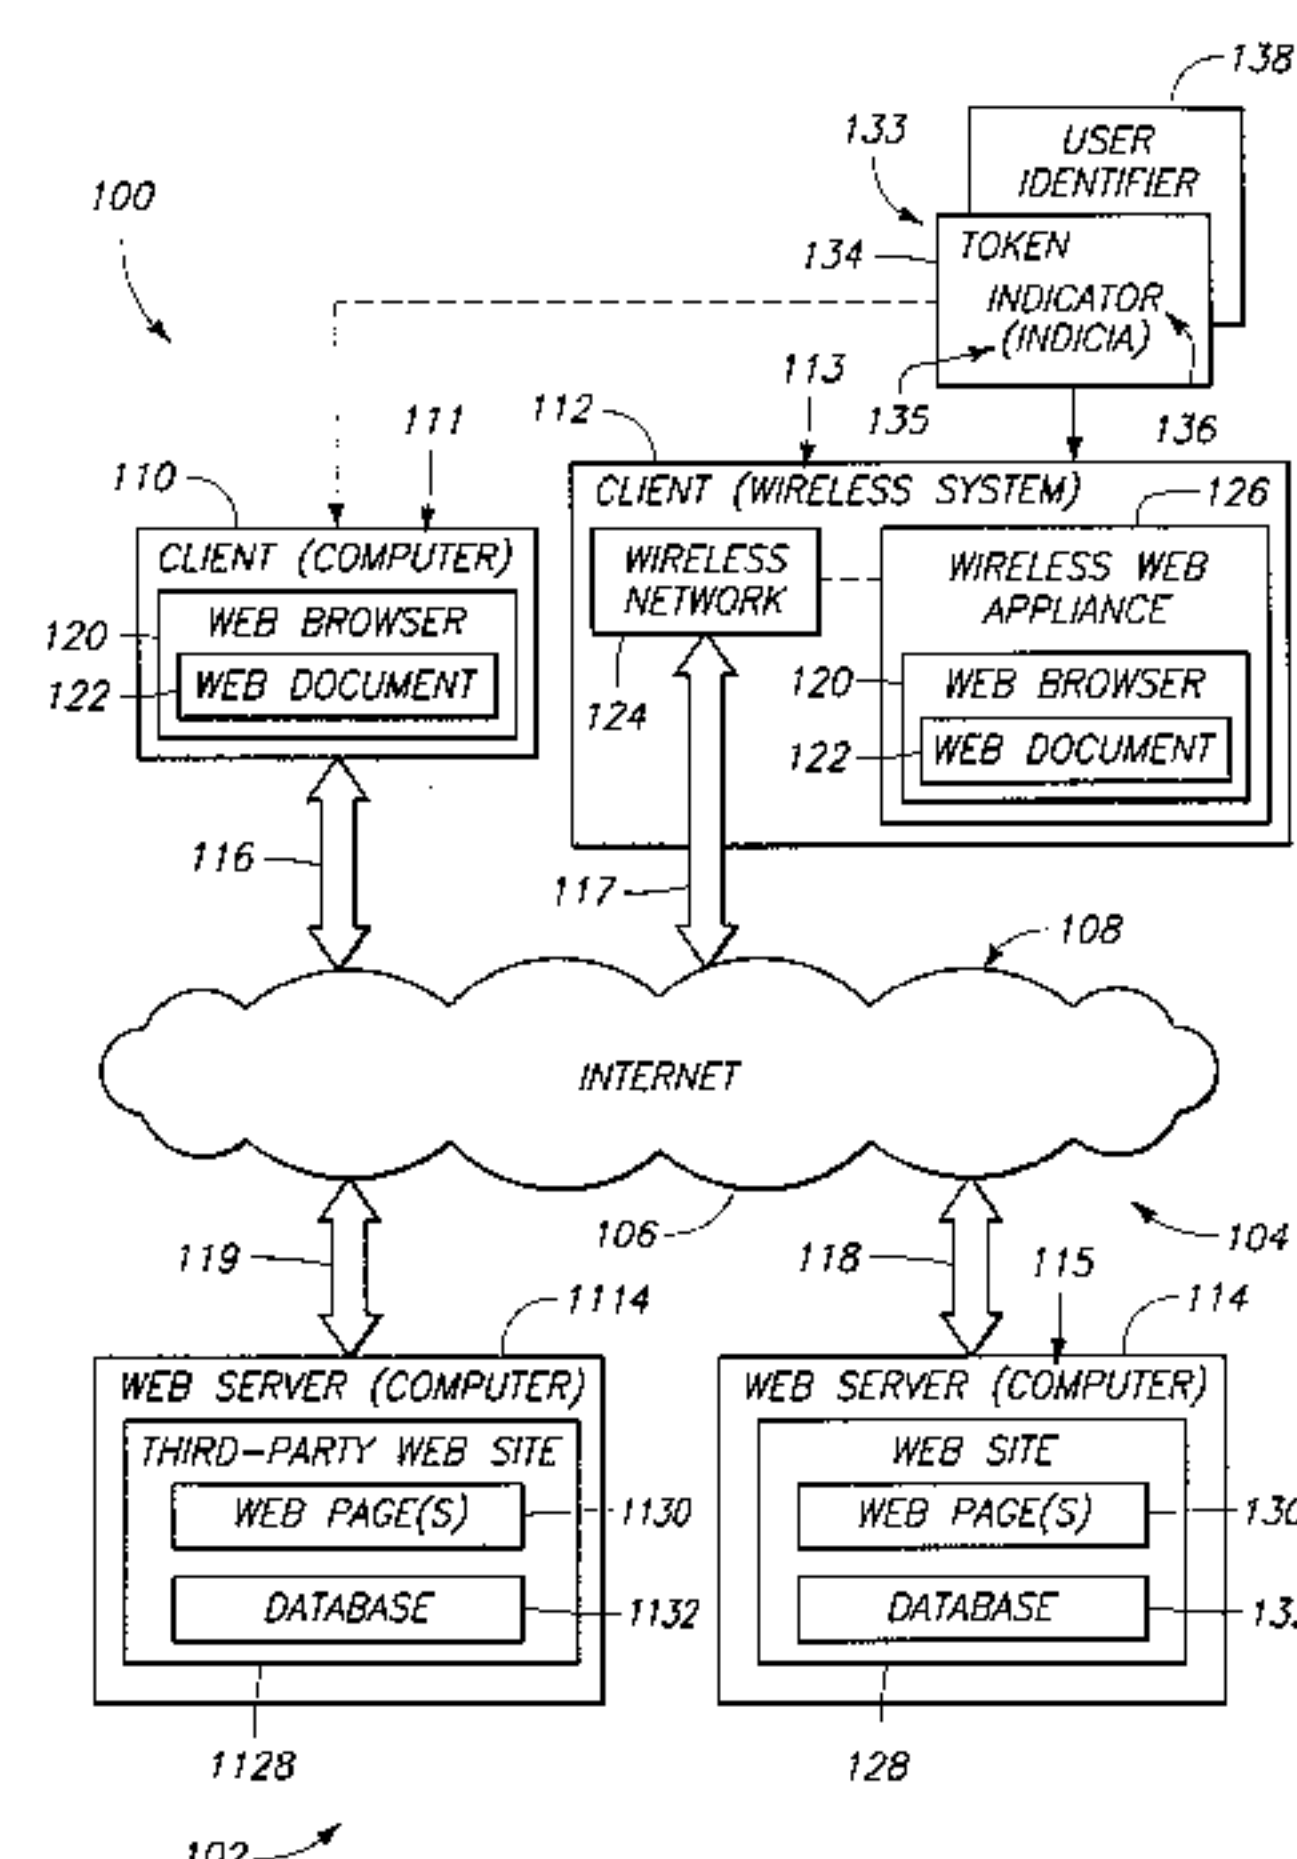 138
USER
IDENTIFIER
133
100
134
TOKEN
INDICATOR
(INDICIA)
113
135
136
112
111
110
CLIENT (WIRELESS SYSTEM)
126
WIRELESS
NETWORK
WIRELESS WEB
APPLIANCE
CLIENT (COMPUTER)
120
WEB BROWSER
122
WEB DOCUMENT
124
120
WEB BROWSER
122
WEB DOCUMENT
116
117
108
INTERNET
106
104
119
118
115
1114
114
WEB SERVER (COMPUTER)
THIRD-PARTY WEB SITE
WEB PAGE(S)
1130
DATABASE
1132
1128
WEB SERVER (COMPUTER)
WEB SITE
WEB PAGE(S)
130
DATABASE
128
102